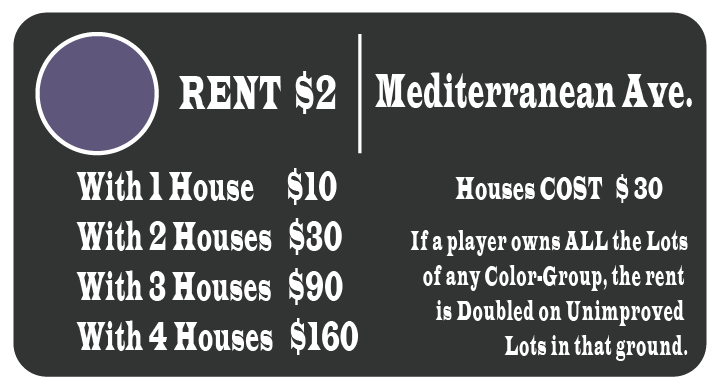 RENT $2
Mediterranean Ave.
With 1 House $10
With 2 Houses $30
With 3 Houses $90
With 4 Houses $160
Houses COST $ 30
If a player owns ALL the Lots
of any Color-Group, the rent
is Doubled on Unimproved
Lots in that ground.